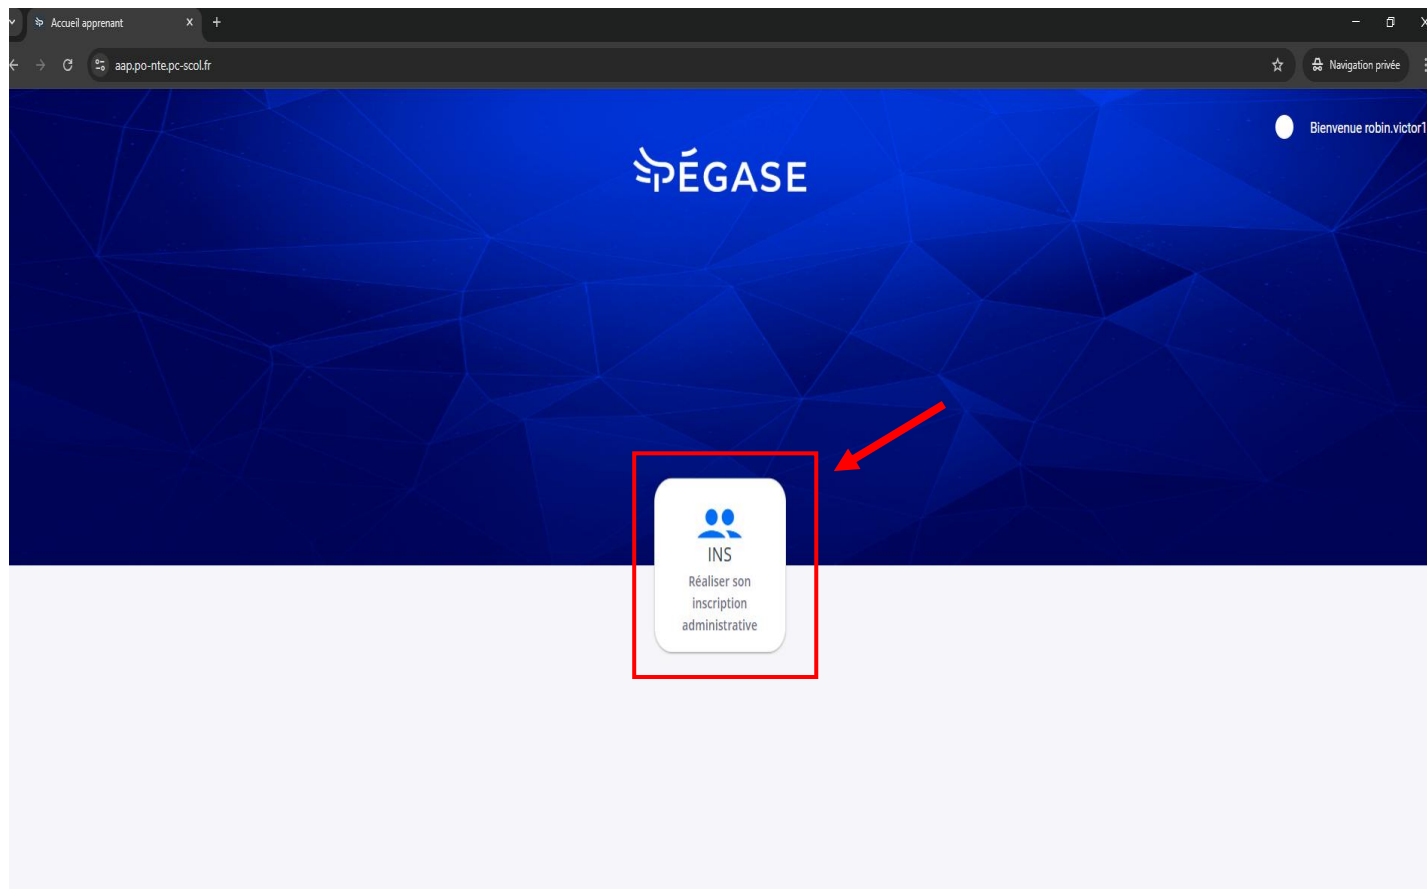 Accueil apprenant
aap.po-nte.pc-scol.fr
Navigation privée
Bienvenue robin.victor1
PÉGASE
INS
Réaliser son
inscription
administrative